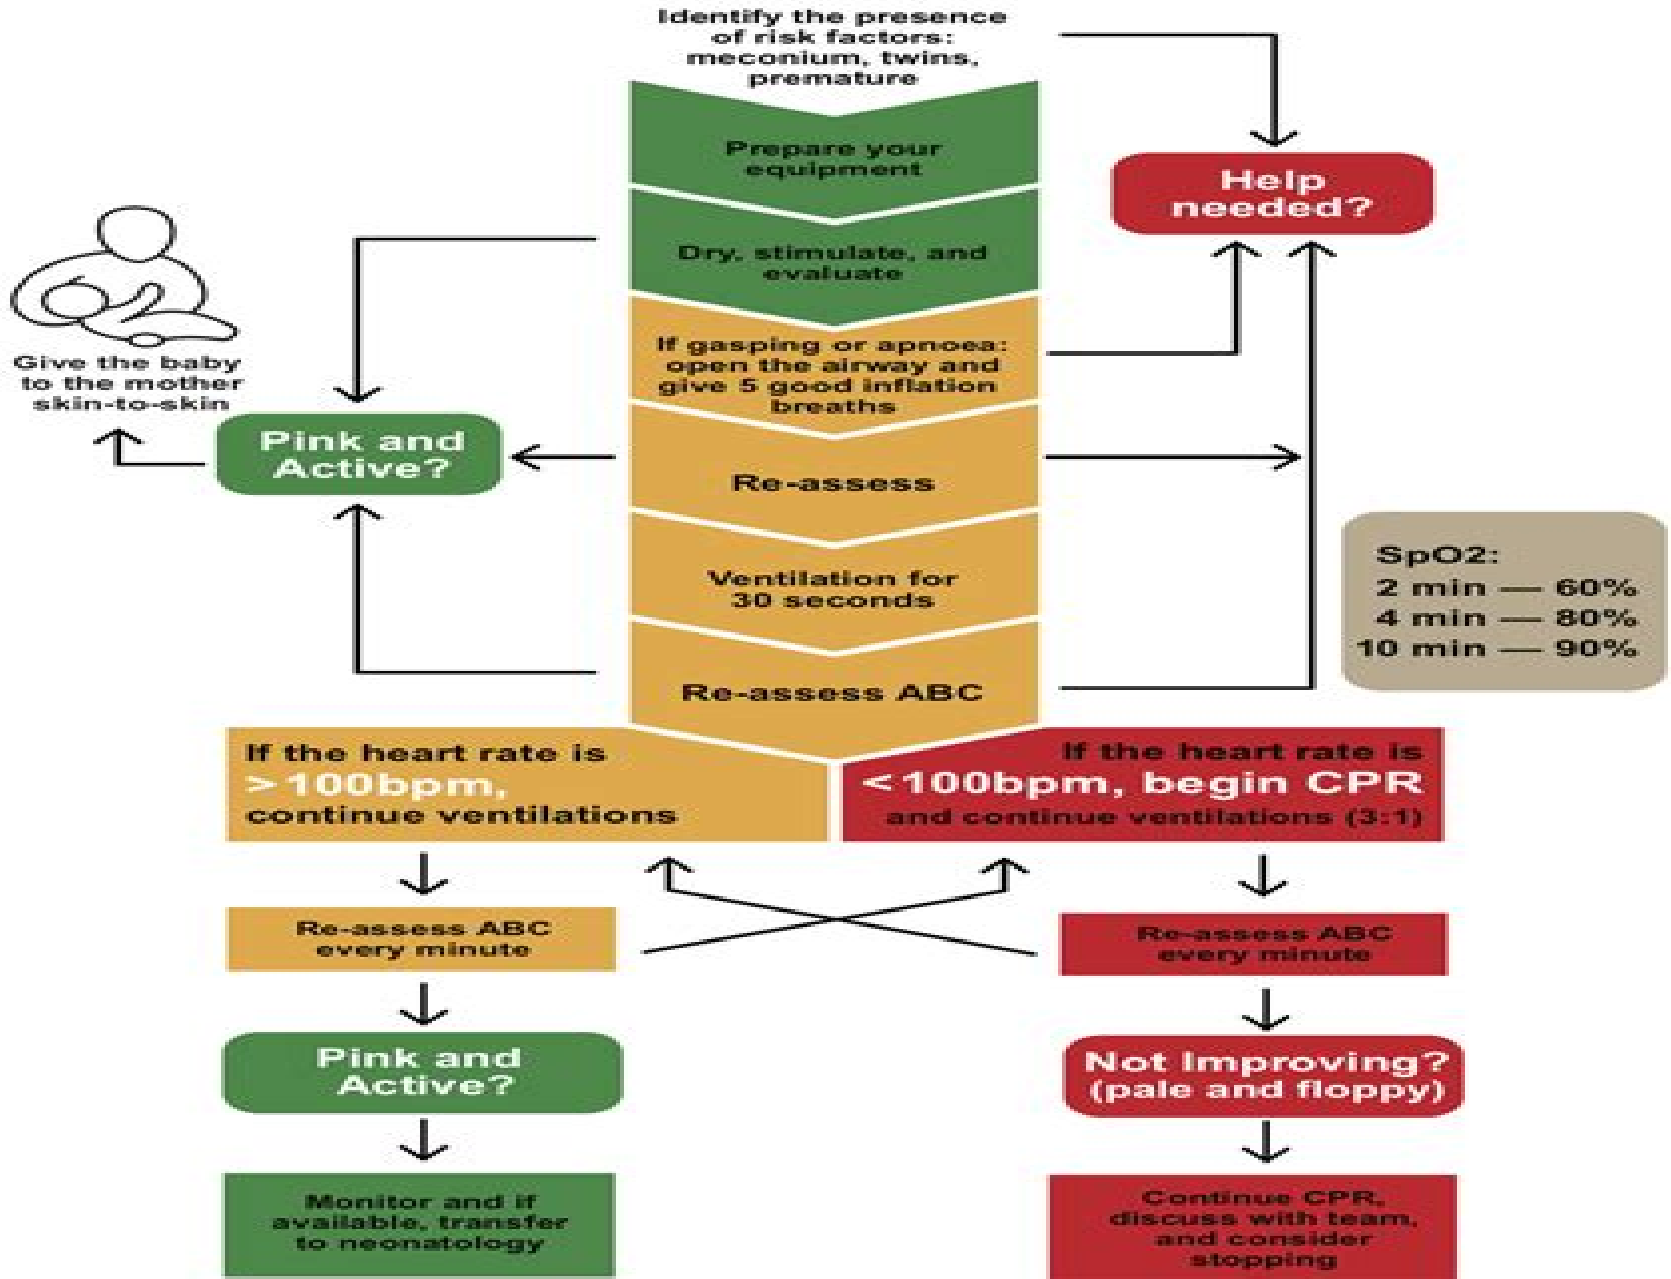 Identify the presence
of risk factors:
meconium, twins,
premature
Prepare your
equipment
Help
needed?
Dry, stimulate, and
evaluate
If gasping or apnoea:
open the airway and
give 5 good inflation
breaths
Give the baby
to the mother
skin-to-skin
Pink and
Active?
Re-assess
Ventilation for
30 seconds
SpO2:
2 min — 60%
4 min — 80%
10 min — 90%
Re-assess ABC
If the heart rate is
>100bpm,
continue ventilations
If the heart rate is
<100bpm, begin CPR
and continue ventilations (3:1)
Re-assess ABC
every minute
Re-assess ABC
every minute
Pink and
Active?
Not Improving?
(pale and floppy)
Monitor and if
available, transfer
to neonatology
Continue CPR,
discuss with team,
and consider
stopping